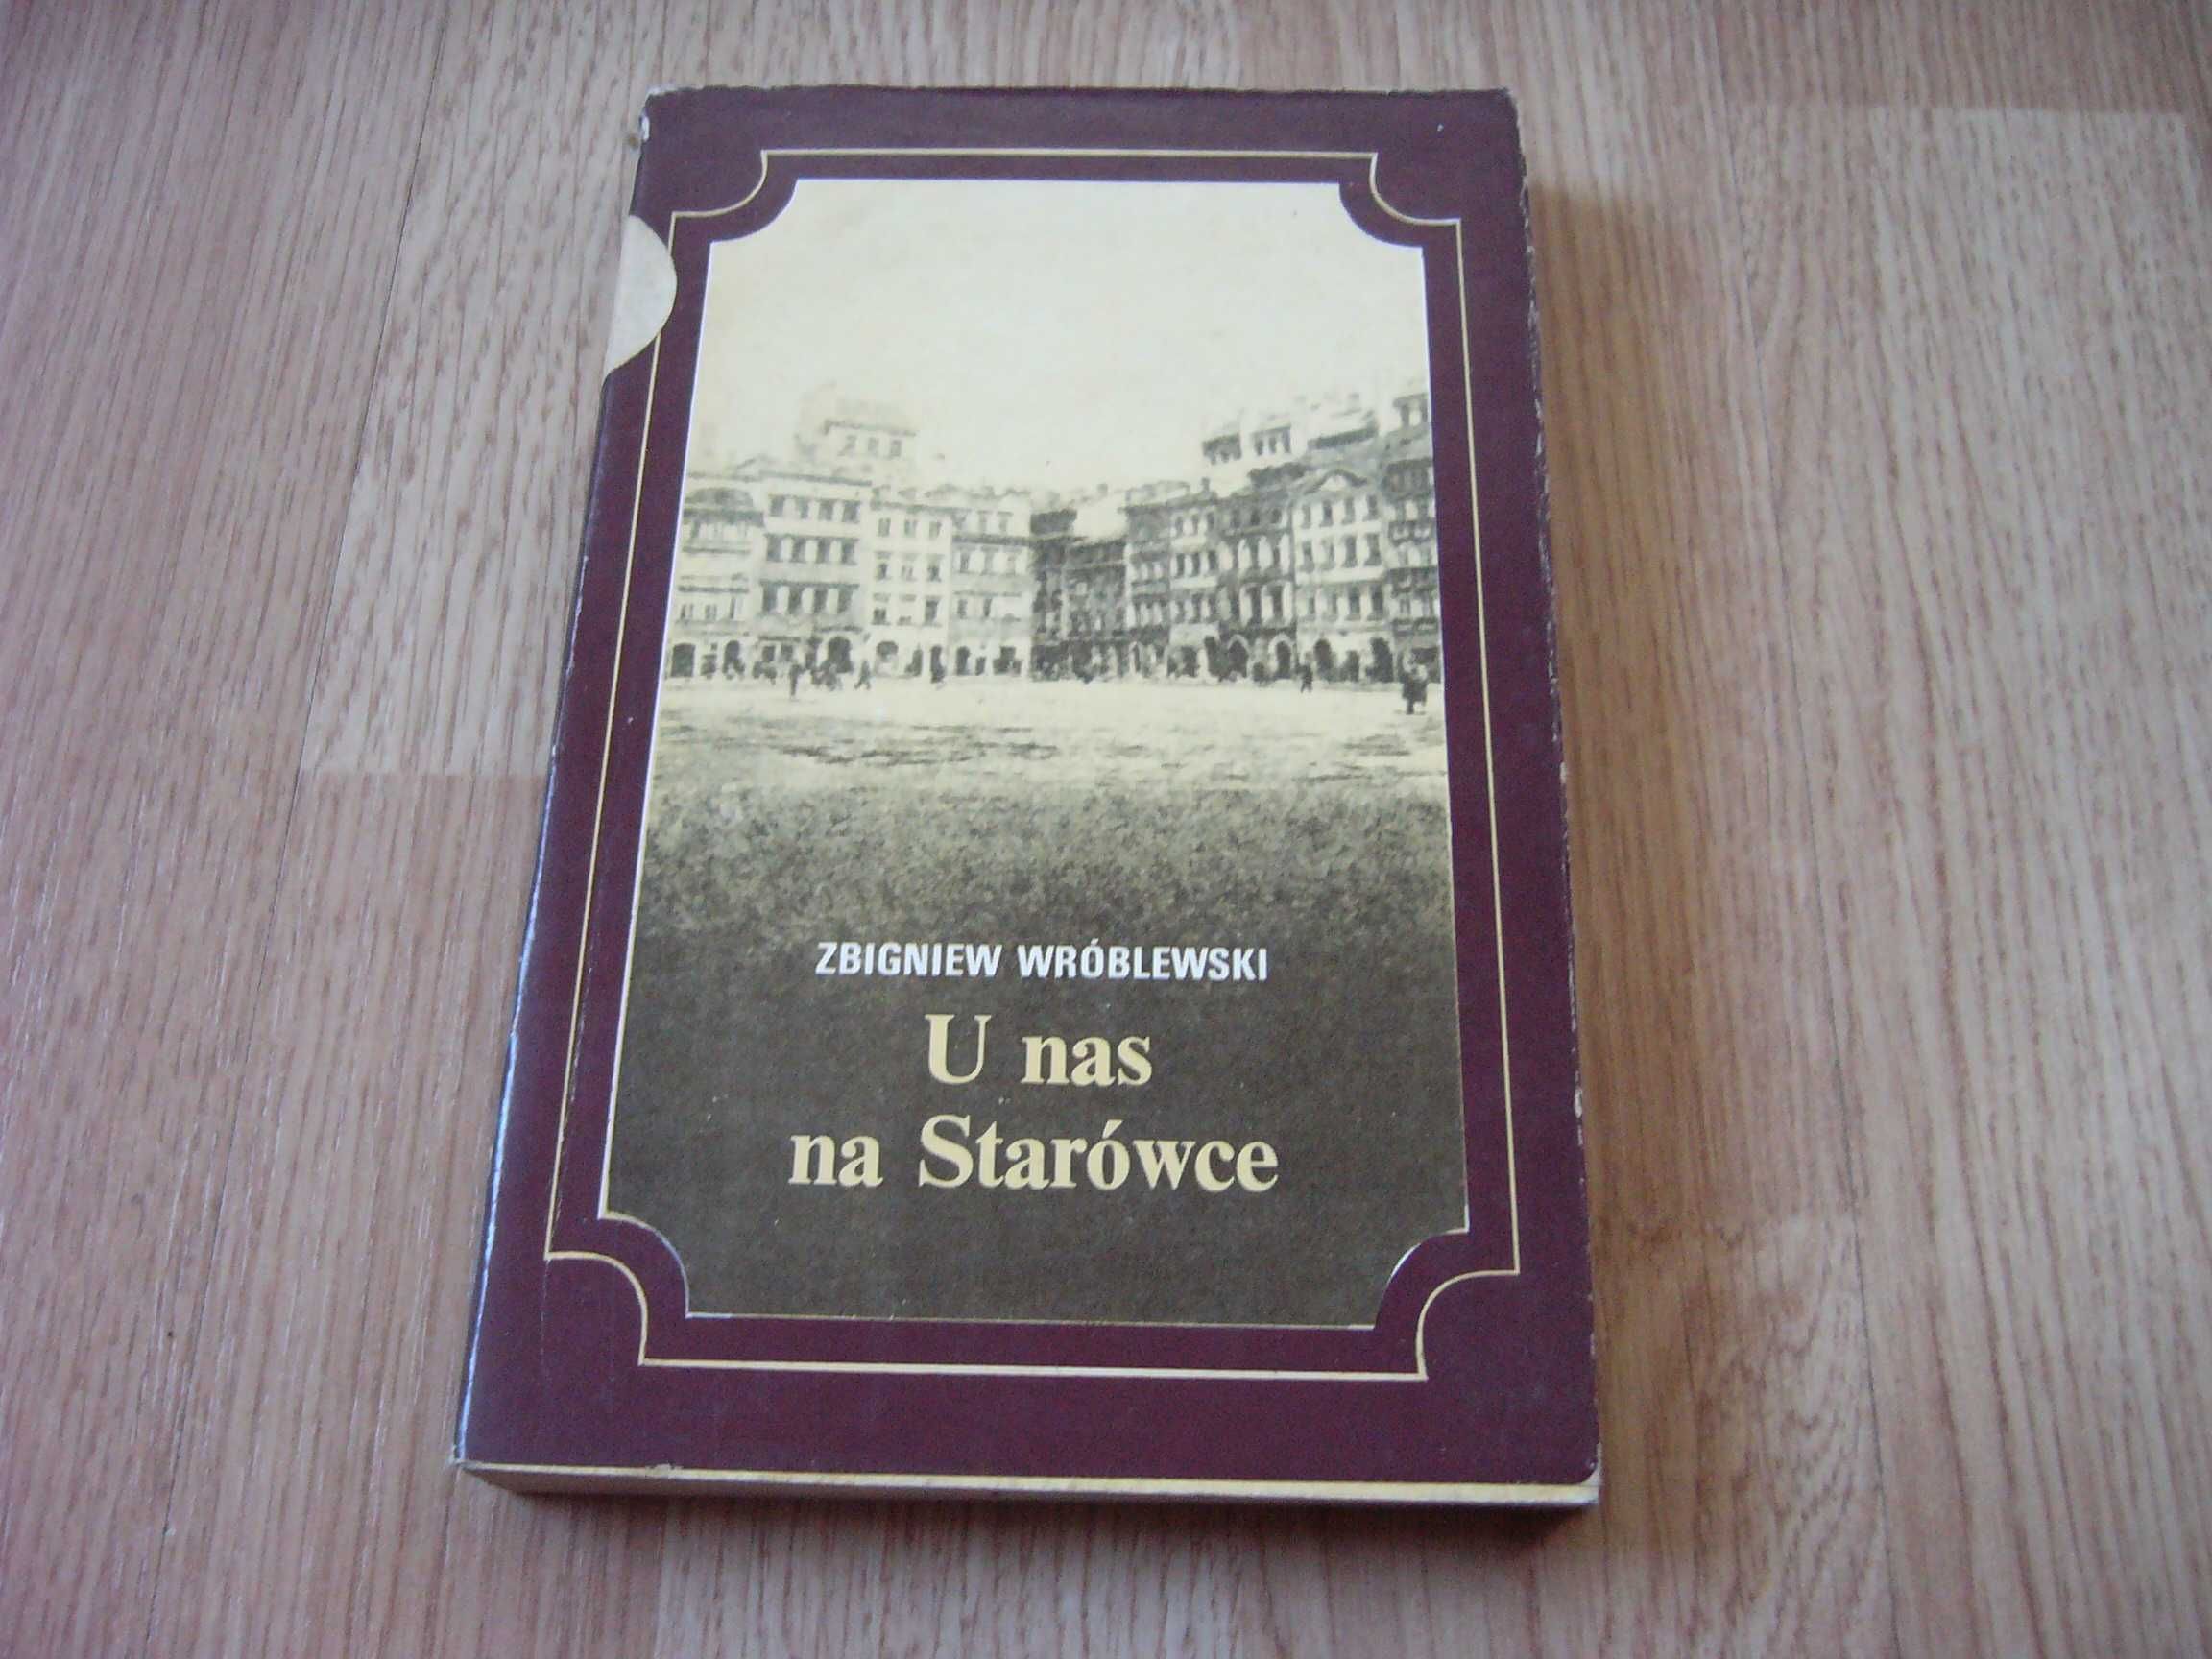 ZBIGNIEW WRÓBLEWSKI
U nas
na Starówce